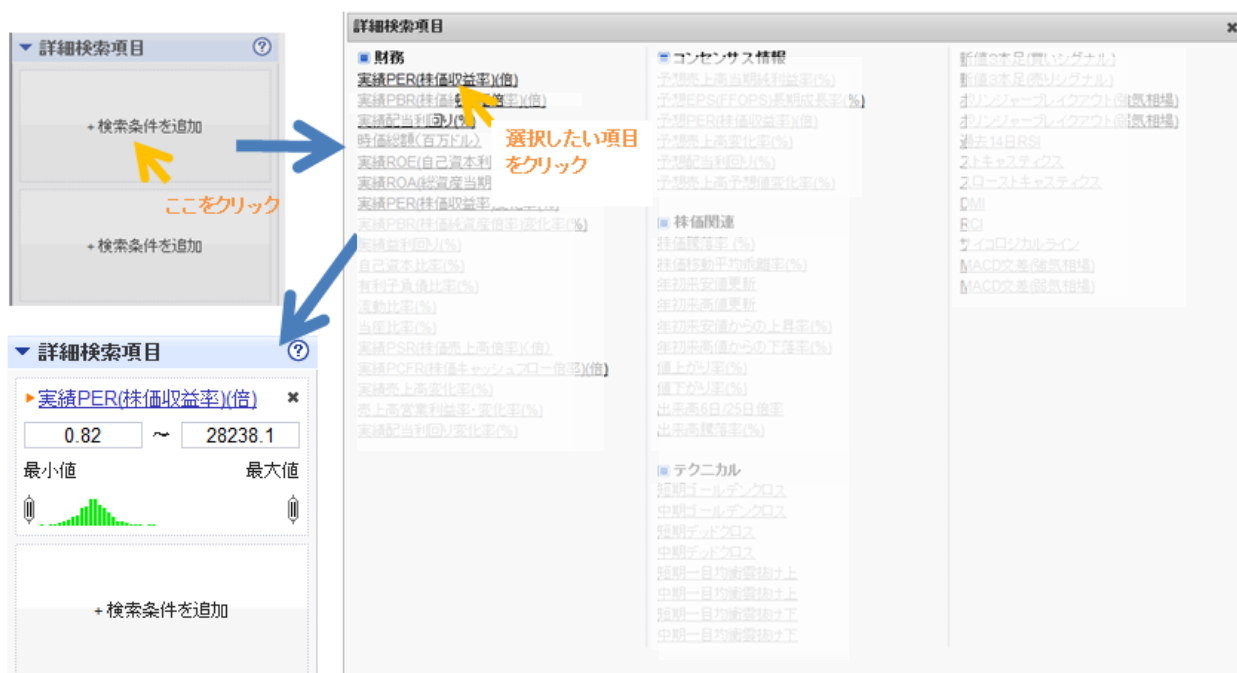 詳細検索項目
+検索条件を追加
ここをクリック
+検索条件を追加
詳細検索項目
実績PER(株価収益率)(倍)
0.82 ～ 28238.1
最小値 最大値
+検索条件を追加
詳細検索項目
財務
実績PER(株価収益率)(倍)
実績PBR(株価純 倍率)(倍)
実績配当利回り(%)
時価総額(百万ドル)
実績ROE(自己資本利
実績ROA(総資産当期
実績PER(株価収益率)変化率(%)
実績PBR(株価純資産倍率)変化率(%)
実績益利回り(%)
自己資本比率(%)
有利子負債比率(%)
流動比率(%)
当座比率(%)
実績PSR(株価売上高倍率)(倍)
実績PCFR(株価キャッシュフロー倍率)(倍)
実績売上高変化率(%)
売上高営業利益率・変化率(%)
実績配当利回り変化率(%)
選択したい項目
をクリック
コンセンサス情報
予想売上高当期純利益率(%)
予想EPS(FFOPS)長期成長率(%)
予想PER(株価収益率)(倍)
予想売上高変化率(%)
予想配当利回り(%)
予想売上高予想値変化率(%)
株価関連
株価騰落率(%)
株価移動平均乖離率(%)
年初来安値更新
年初来高値更新
年初来安値からの上昇率(%)
年初来高値からの下落率(%)
値上がり率(%)
値下がり率(%)
出来高6日/25日倍率
出来高騰落率(%)
テクニカル
短期ゴールデンクロス
中期ゴールデンクロス
短期デッドクロス
中期デッドクロス
短期一目均衡雲抜け上
中期一目均衡雲抜け上
短期一目均衡雲抜け下
中期一目均衡雲抜け下
新値3本足(買いシグナル)
新値3本足(売りシグナル)
ボリンジャーブレイクアウト(強気相場)
ボリンジャーブレイクアウト(弱気相場)
過去14日RSI
ストキャスティクス
スローストキャスティクス
DMI
RCI
サイコロジカルライン
MACD交差(強気相場)
MACD交差(弱気相場)